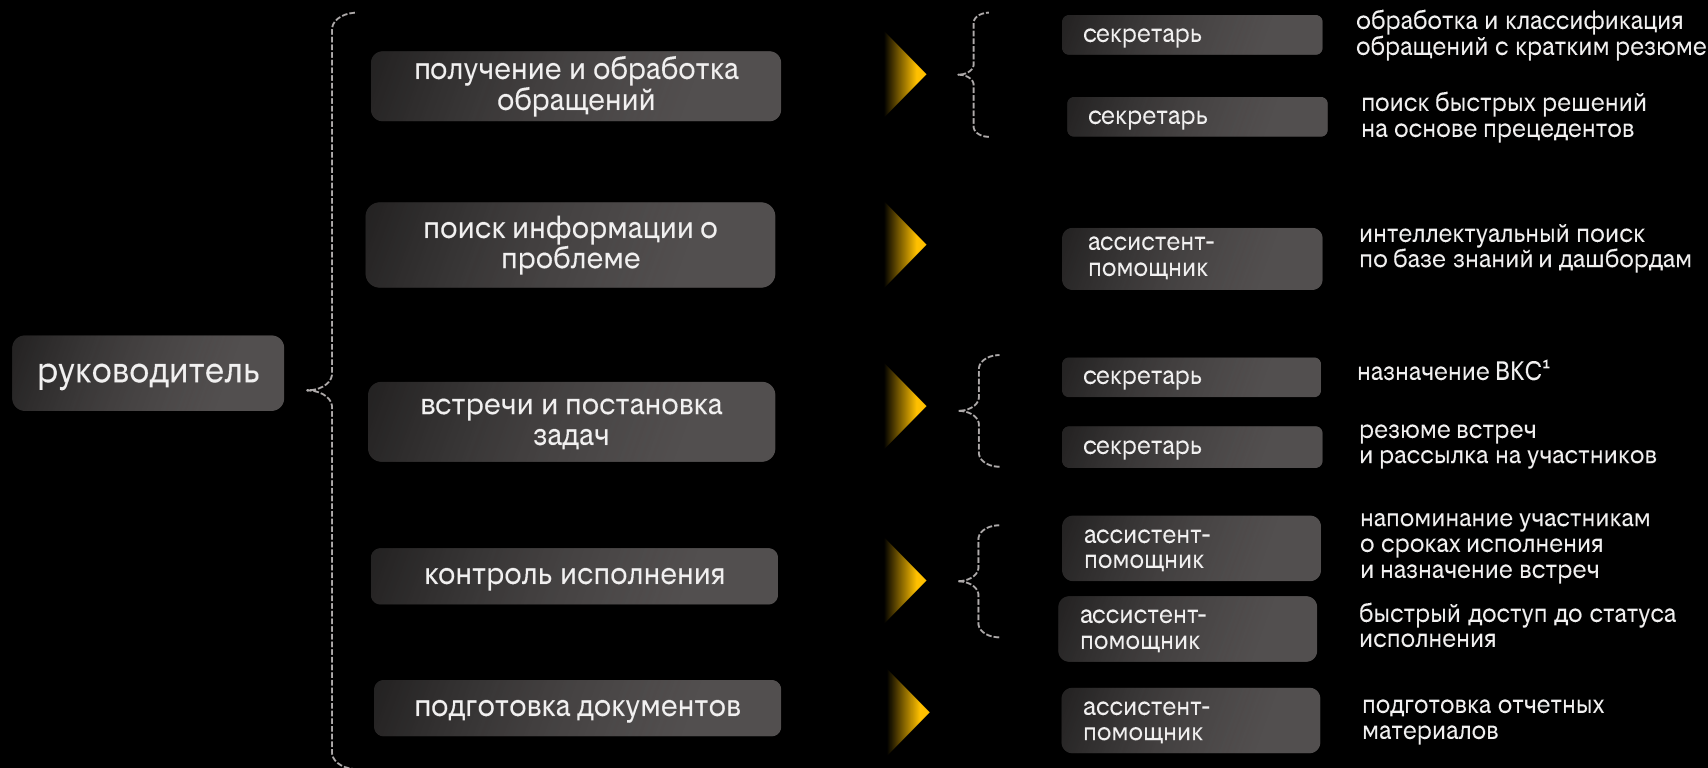 руководитель
получение и обработка
обращений
секретарь
обработка и классификация
обращений с кратким резюме
секретарь
поиск быстрых решений
на основе прецедентов
поиск информации о
проблеме
ассистент-
помощник
интеллектуальный поиск
по базе знаний и дашбордам
встречи и постановка
задач
секретарь
назначение ВКС¹
секретарь
резюме встреч
и рассылка на участников
контроль исполнения
ассистент-
помощник
напоминание участникам
о сроках исполнения
и назначение встреч
ассистент-
помощник
быстрый доступ до статуса
исполнения
подготовка документов
ассистент-
помощник
подготовка отчетных
материалов